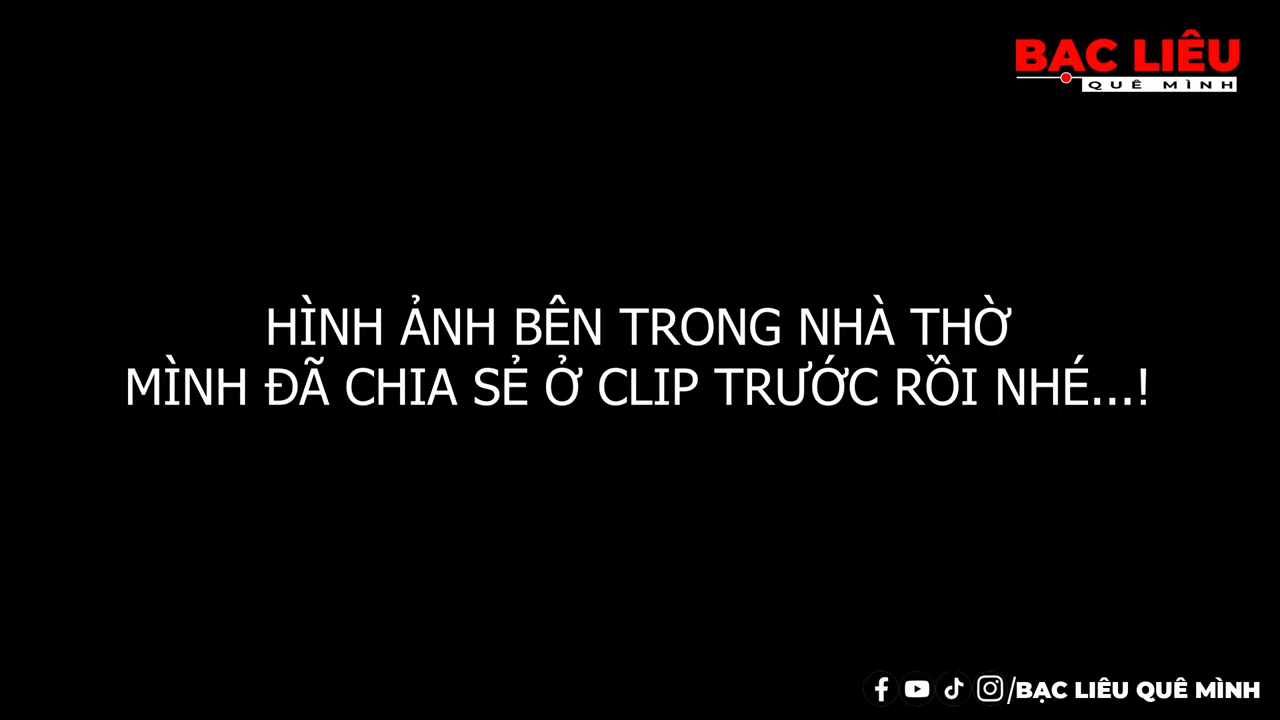 BẠC LIÊU
QUÊ MÌNH
HÌNH ẢNH BÊN TRONG NHÀ THỜ
MÌNH ĐÃ CHIA SẺ Ở CLIP TRƯỚC RỒI NHÉ...!
/BẠC LIÊU QUÊ MÌNH